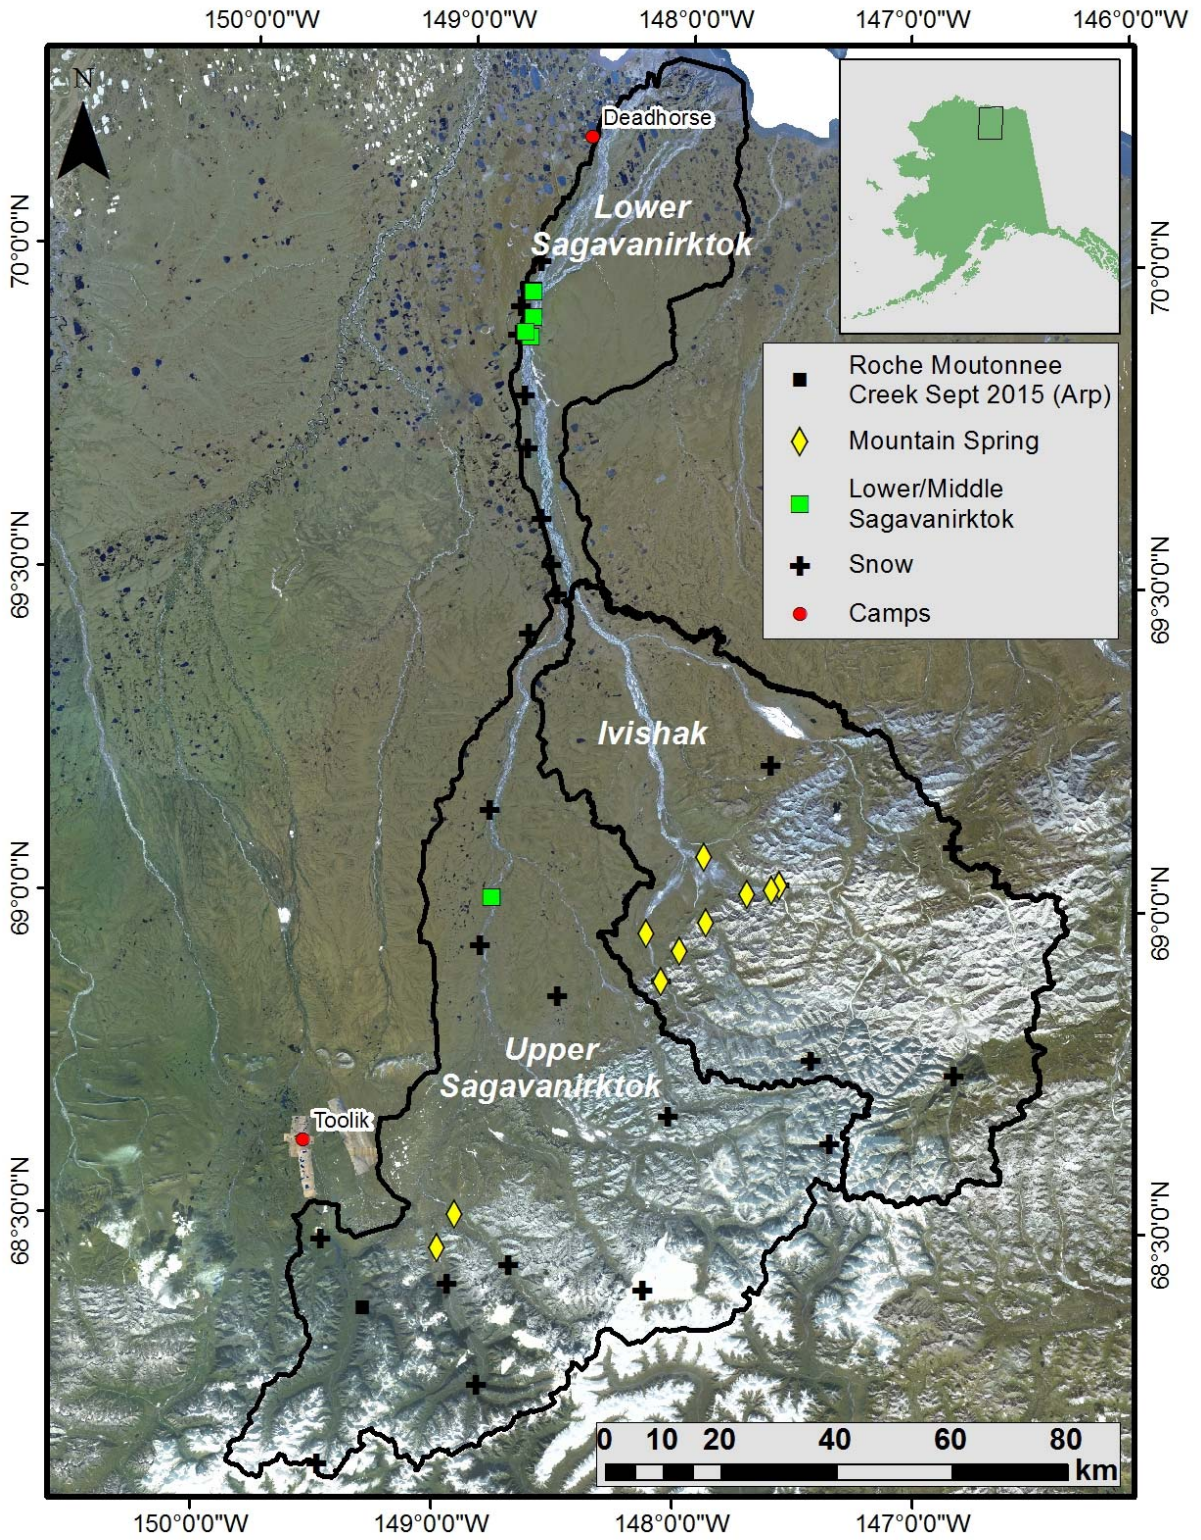 150°0'0"W 149°0'0"W 148°0'0"W 147°0'0"W 146°0'0"W
N
Deadhorse
Lower
Sagavanirktok
70°0'0"N
70°0'0"N
Roche Moutonnee
Creek Sept 2015 (Arp)
Mountain Spring
Lower/Middle
Sagavanirktok
Snow
Camps
69°30'0"N
69°30'0"N
Ivishak
69°0'0"N
69°0'0"N
Upper
Sagavanirktok
Toolik
68°30'0"N
68°30'0"N
0 10 20 40 60 80
km
150°0'0"W 149°0'0"W 148°0'0"W 147°0'0"W